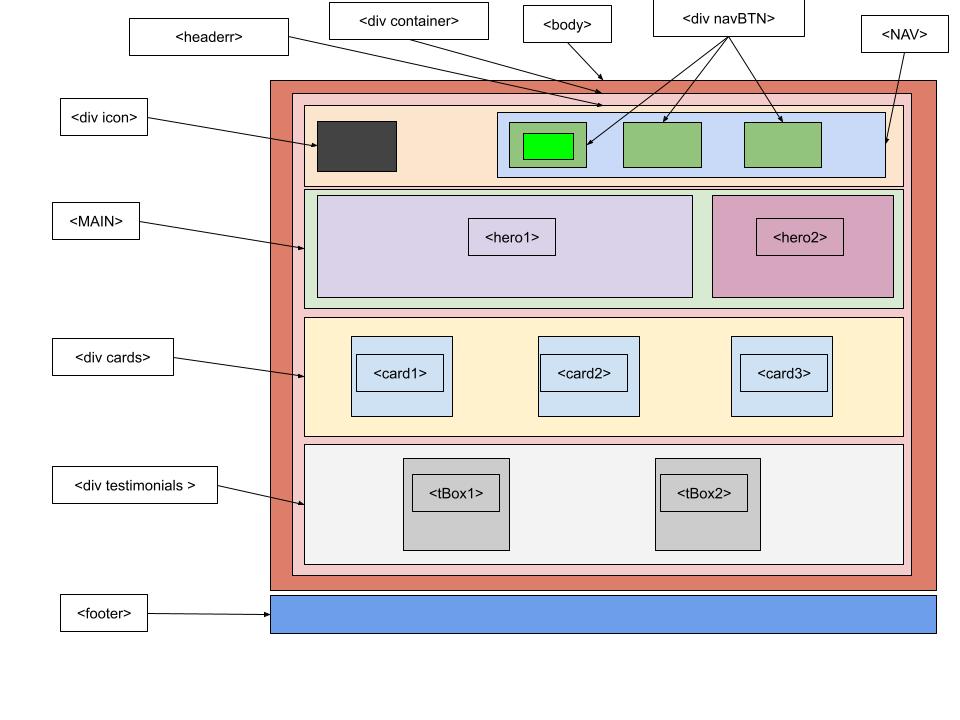 <div container>
<div navBTN>
<body>
<headerr>
<NAV>
<div icon>
<MAIN>
<hero1>
<hero2>
<div cards>
<card1>
<card2>
<card3>
<div testimonials >
<tBox1>
<tBox2>
<footer>